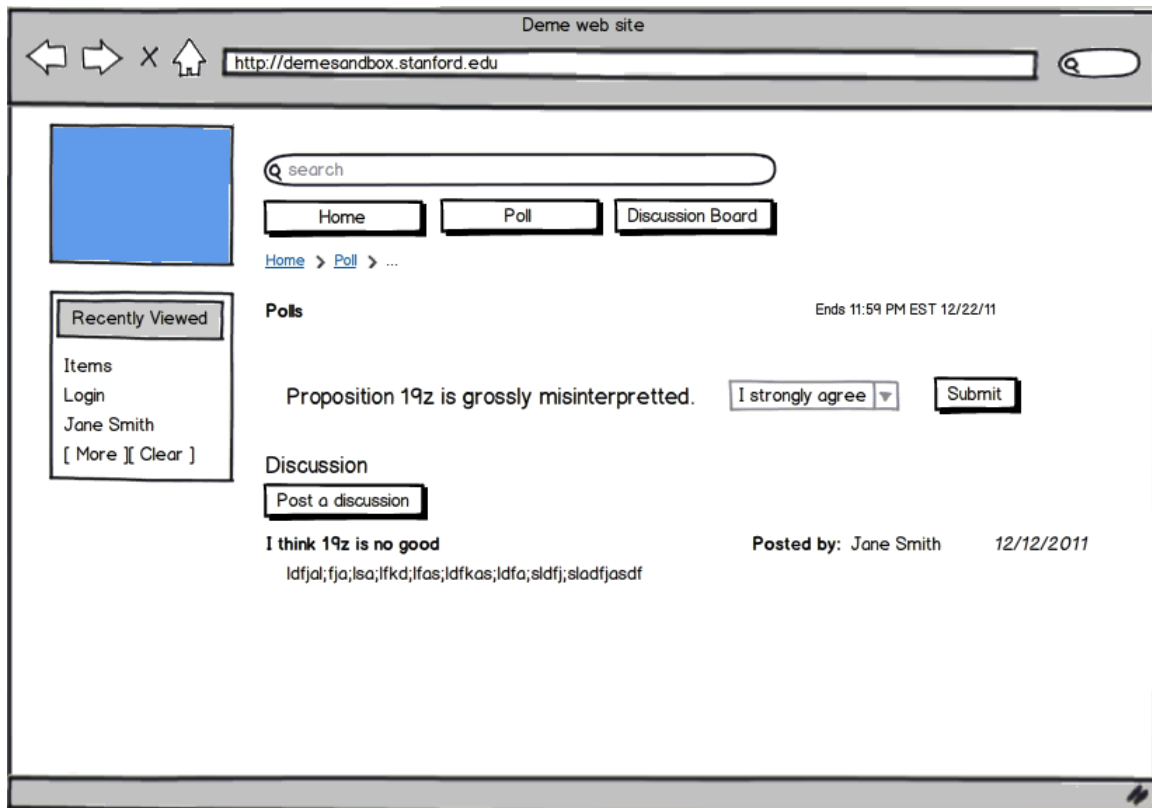 Deme web site
http://demesandbox.stanford.edu
search
Home Poll Discussion Board
Home > Poll > ...
Recently Viewed
Items
Login
Jane Smith
[ More ][ Clear ]
Polls Ends 11:59 PM EST 12/22/11
Proposition 19z is grossly misinterpretted. I strongly agree Submit
Discussion
Post a discussion
I think 19z is no good Posted by: Jane Smith 12/12/2011
ldfjal;fja;lsa;lfkd;lfas;ldfkas;ldfa;sldfj;sladfjasdf